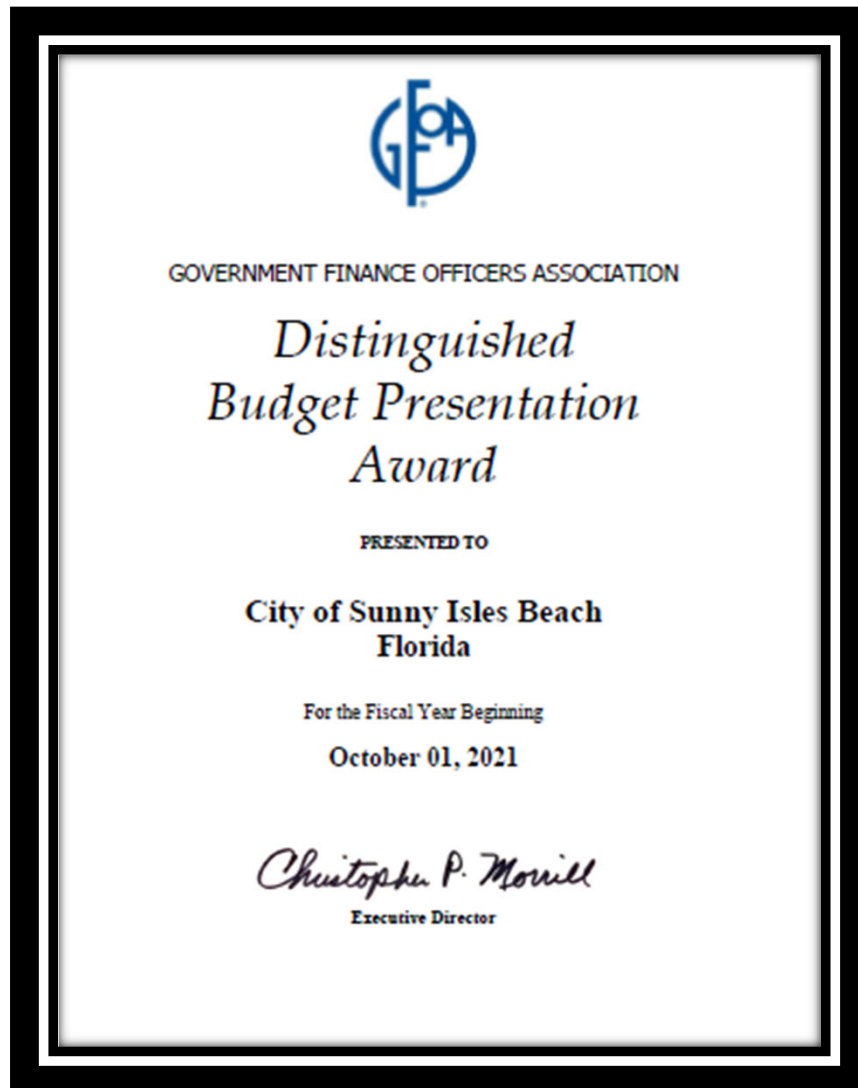 GFOA
GOVERNMENT FINANCE OFFICERS ASSOCIATION
Distinguished
Budget Presentation
Award
PRESENTED TO
City of Sunny Isles Beach
Florida
For the Fiscal Year Beginning
October 01, 2021
Christopher P. Morrill
Executive Director